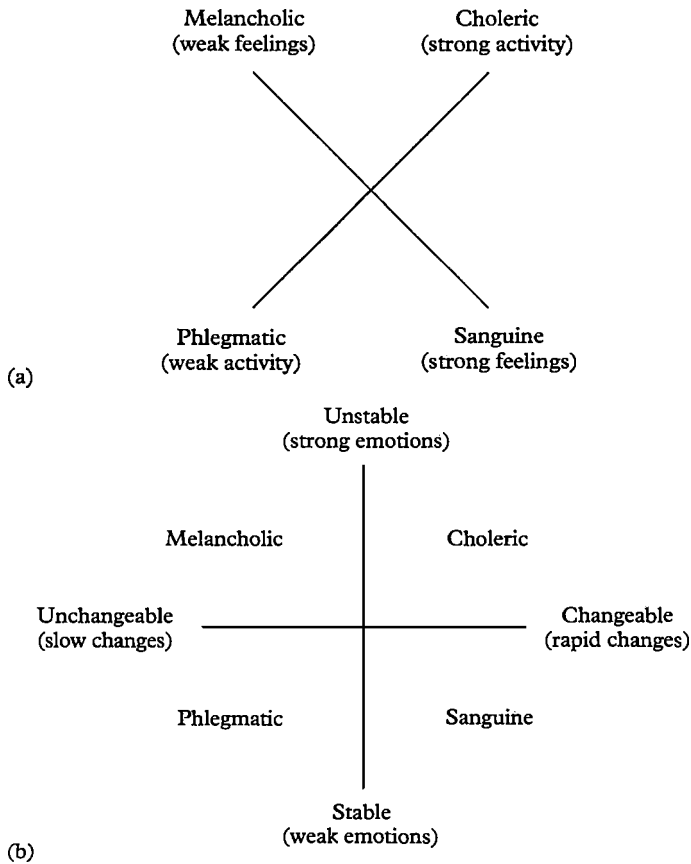 Melancholic
(weak feelings)
Choleric
(strong activity)
Phlegmatic
(weak activity)
Sanguine
(strong feelings)
(a)
Unstable
(strong emotions)
Melancholic
Choleric
Unchangeable
(slow changes)
Changeable
(rapid changes)
Phlegmatic
Sanguine
Stable
(weak emotions)
(b)